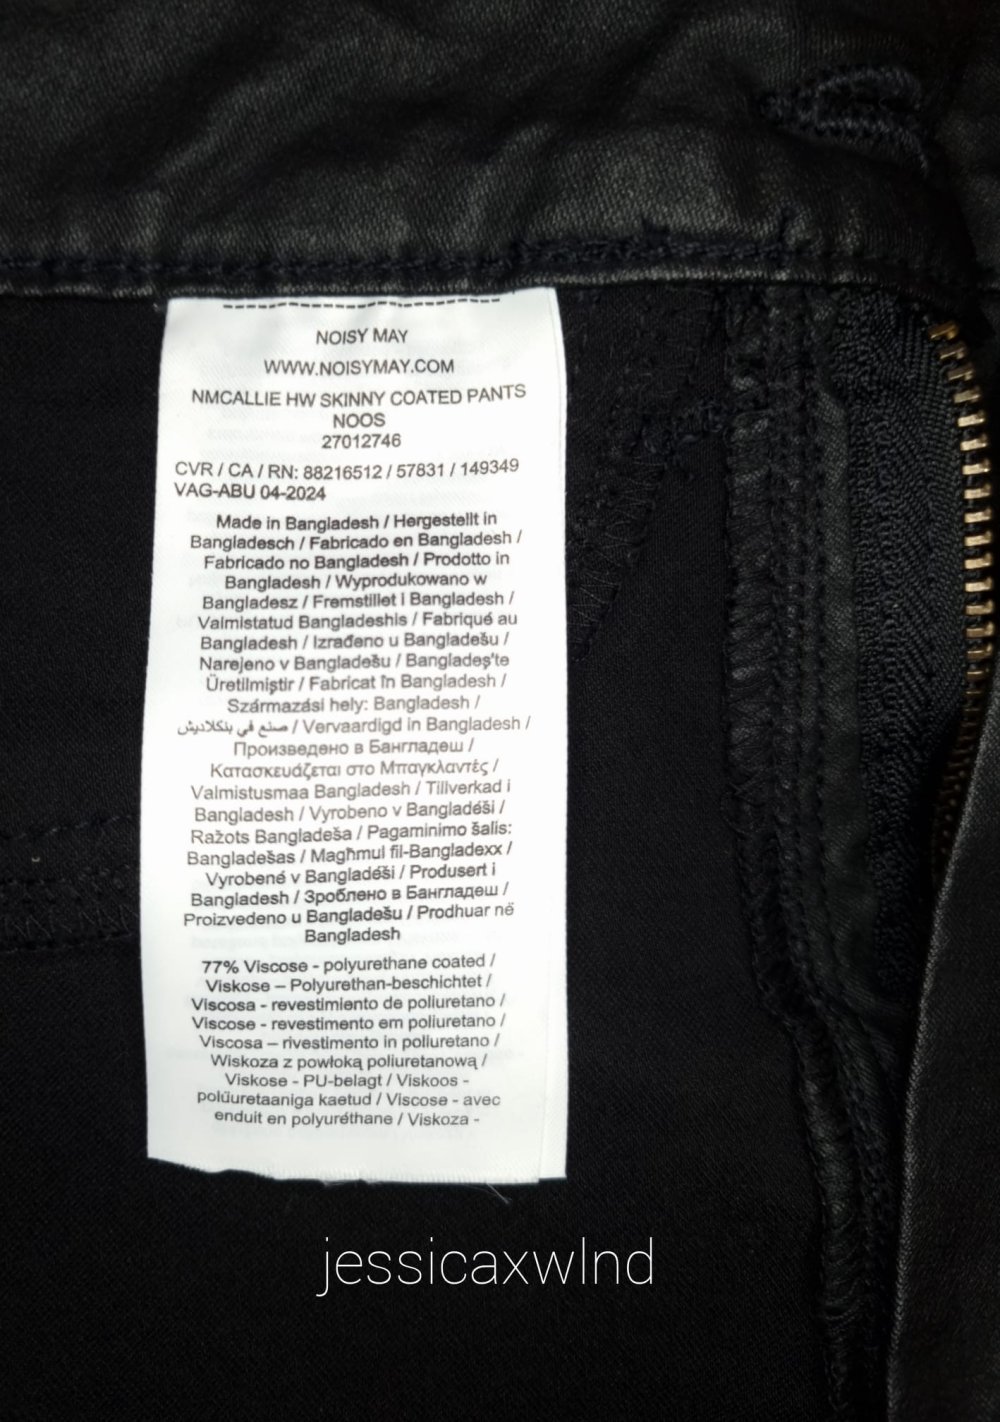 NOISY MAY
WWW.NOISYMAY.COM
NMCALLIE HW SKINNY COATED PANTS
NOOS
27012746
CVR / CA / RN: 88216512 / 57831 / 149349
VAG-ABU 04-2024
Made in Bangladesh / Hergestellt in
Bangladesch / Fabricado en Bangladesh /
Fabricado no Bangladesh / Prodotto in
Bangladesh / Wyprodukowano w
Bangladesz / Fremstillet i Bangladesh /
Valmistatud Bangladeshis / Fabriqué au
Bangladesh / Izrađeno u Bangladešu /
Narejeno v Bangladešu / Bangladeş'te
Üretilmiştir / Fabricat în Bangladesh /
Származási hely: Bangladesh /
صنع في بنكلاديش / Vervaardigd in Bangladesh /
Произведено в Бангладеш /
Κατασκευάζεται στο Μπαγκλαντές /
Valmistusmaa Bangladesh / Tillverkad i
Bangladesh / Vyrobeno v Bangladéši /
Ražots Bangladeša / Pagaminimo šalis:
Bangladešas / Magħmul fil-Bangladexx /
Vyrobené v Bangladéši / Produsert i
Bangladesh / Зроблено в Бангладеш /
Proizvedeno u Bangladešu / Prodhuar në
Bangladesh
77% Viscose - polyurethane coated /
Viskose – Polyurethan-beschichtet /
Viscosa - revestimiento de poliuretano /
Viscose - revestimento em poliuretano /
Viscosa – rivestimento in poliuretano /
Wiskoza z powłoką poliuretanową /
Viskose - PU-belagt / Viskoos -
polüuretaaniga kaetud / Viscose - avec
enduit en polyuréthane / Viskoza -
jessicaxwlnd